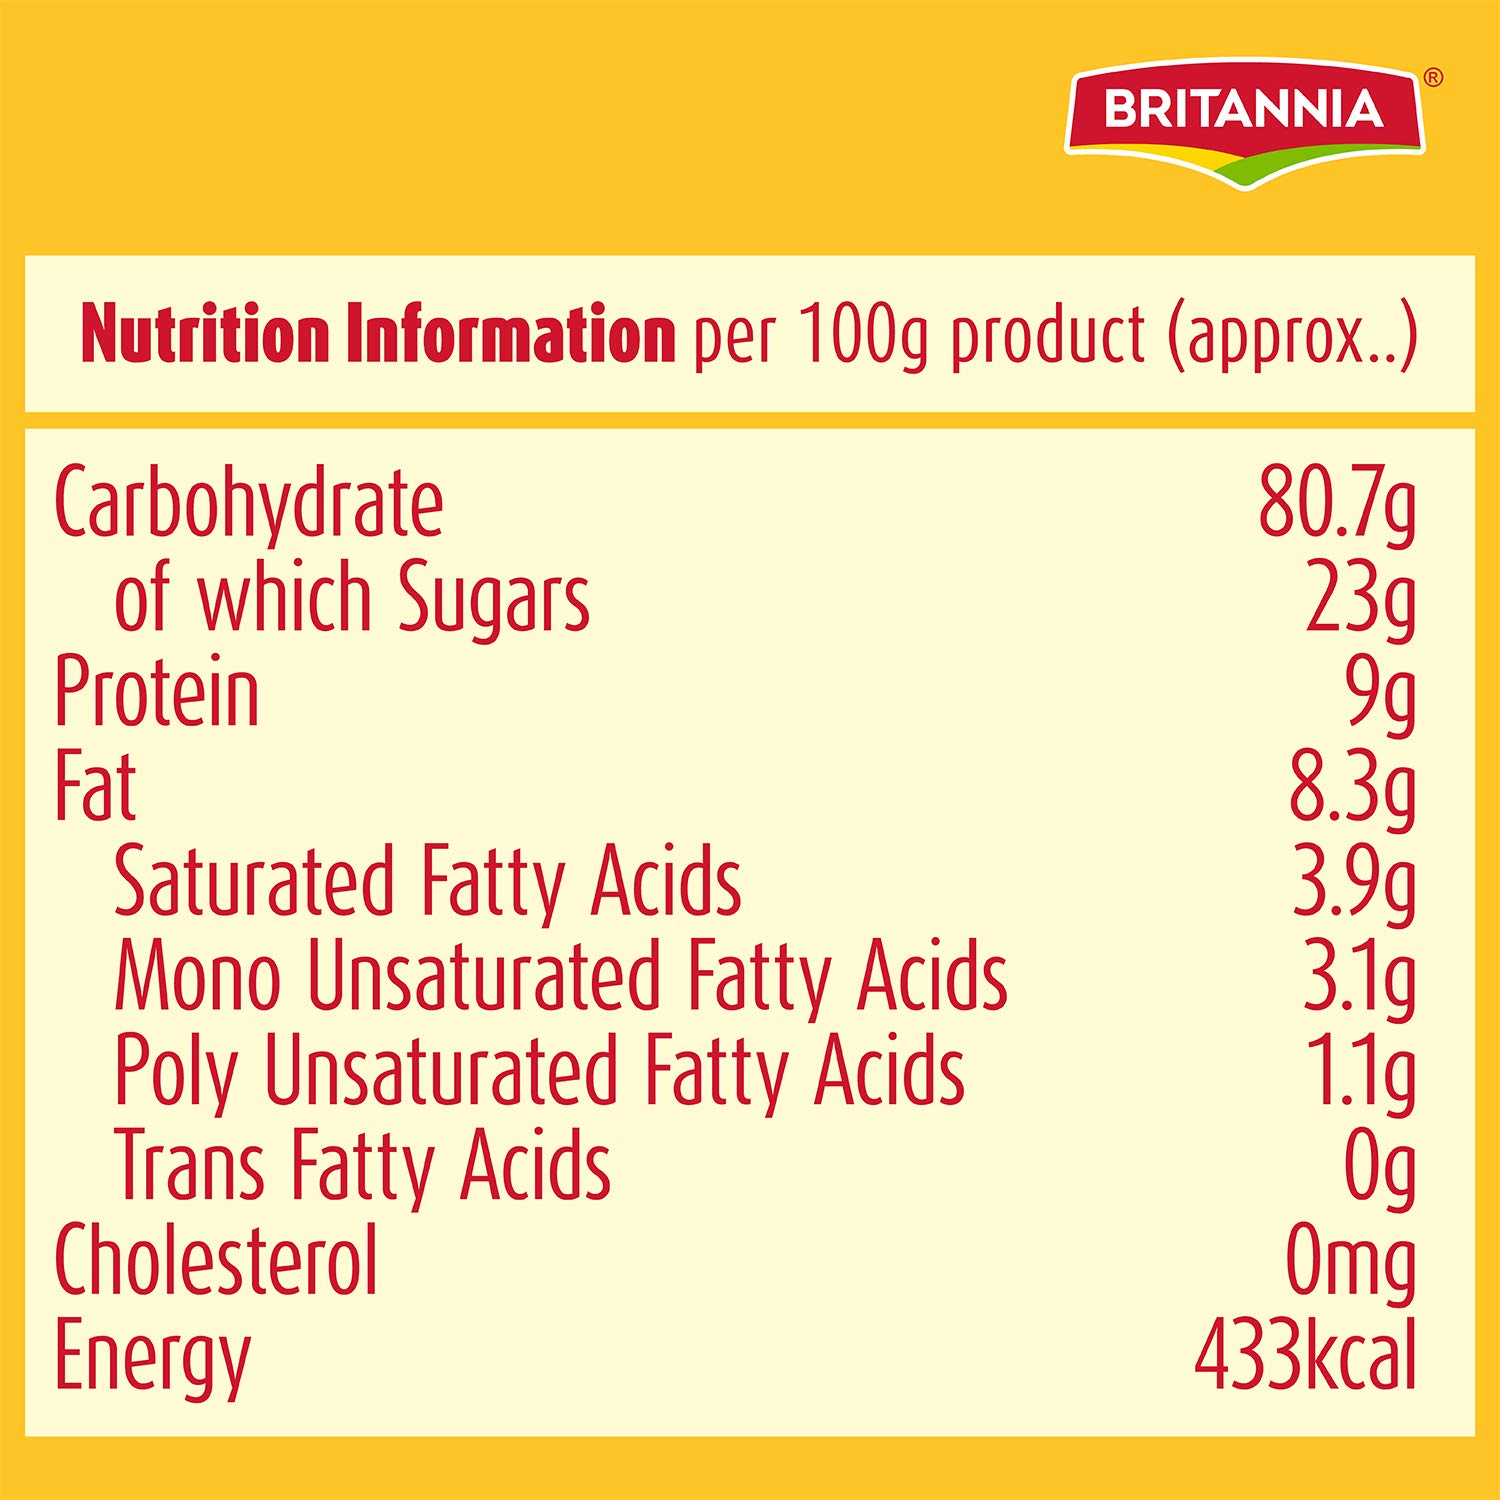 BRITANNIA ®
Nutrition Information per 100g product (approx..)
Carbohydrate 80.7g
of which Sugars 23g
Protein 9g
Fat 8.3g
Saturated Fatty Acids 3.9g
Mono Unsaturated Fatty Acids 3.1g
Poly Unsaturated Fatty Acids 1.1g
Trans Fatty Acids 0g
Cholesterol 0mg
Energy 433kcal